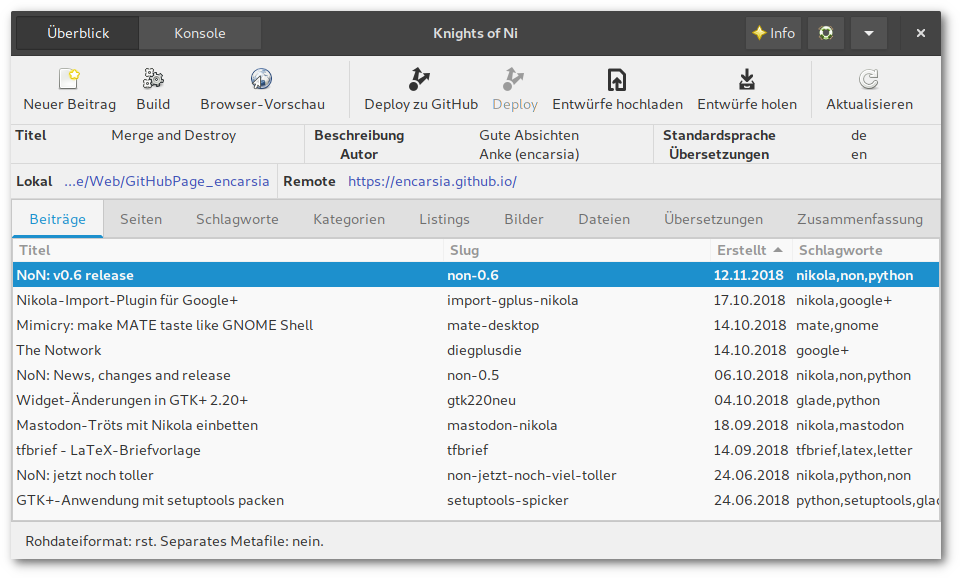 Überblick Konsole Knights of Ni Info
Neuer Beitrag Build Browser-Vorschau Deploy zu GitHub Deploy Entwürfe hochladen Entwürfe holen Aktualisieren
Titel Merge and Destroy Beschreibung Gute Absichten Standardsprache de
Autor Anke (encarsia) Übersetzungen en
Lokal ...e/Web/GitHubPage_encarsia Remote https://encarsia.github.io/
Beiträge Seiten Schlagworte Kategorien Listings Bilder Dateien Übersetzungen Zusammenfassung
Titel Slug Erstellt Schlagworte
NoN: v0.6 release non-0.6 12.11.2018 nikola,non,python
Nikola-Import-Plugin für Google+ import-gplus-nikola 17.10.2018 nikola,google+
Mimicry: make MATE taste like GNOME Shell mate-desktop 14.10.2018 mate,gnome
The Notwork diegplusdie 14.10.2018 google+
NoN: News, changes and release non-0.5 06.10.2018 nikola,non,python
Widget-Änderungen in GTK+ 2.20+ gtk220neu 04.10.2018 glade,python
Mastodon-Tröts mit Nikola einbetten mastodon-nikola 18.09.2018 nikola,mastodon
tfbrief - LaTeX-Briefvorlage tfbrief 14.09.2018 tfbrief,latex,letter
NoN: jetzt noch toller non-jetzt-noch-viel-toller 24.06.2018 nikola,python,non
GTK+-Anwendung mit setuptools packen setuptools-spicker 24.06.2018 python,setuptools,glad
Rohdateiformat: rst. Separates Metafile: nein.